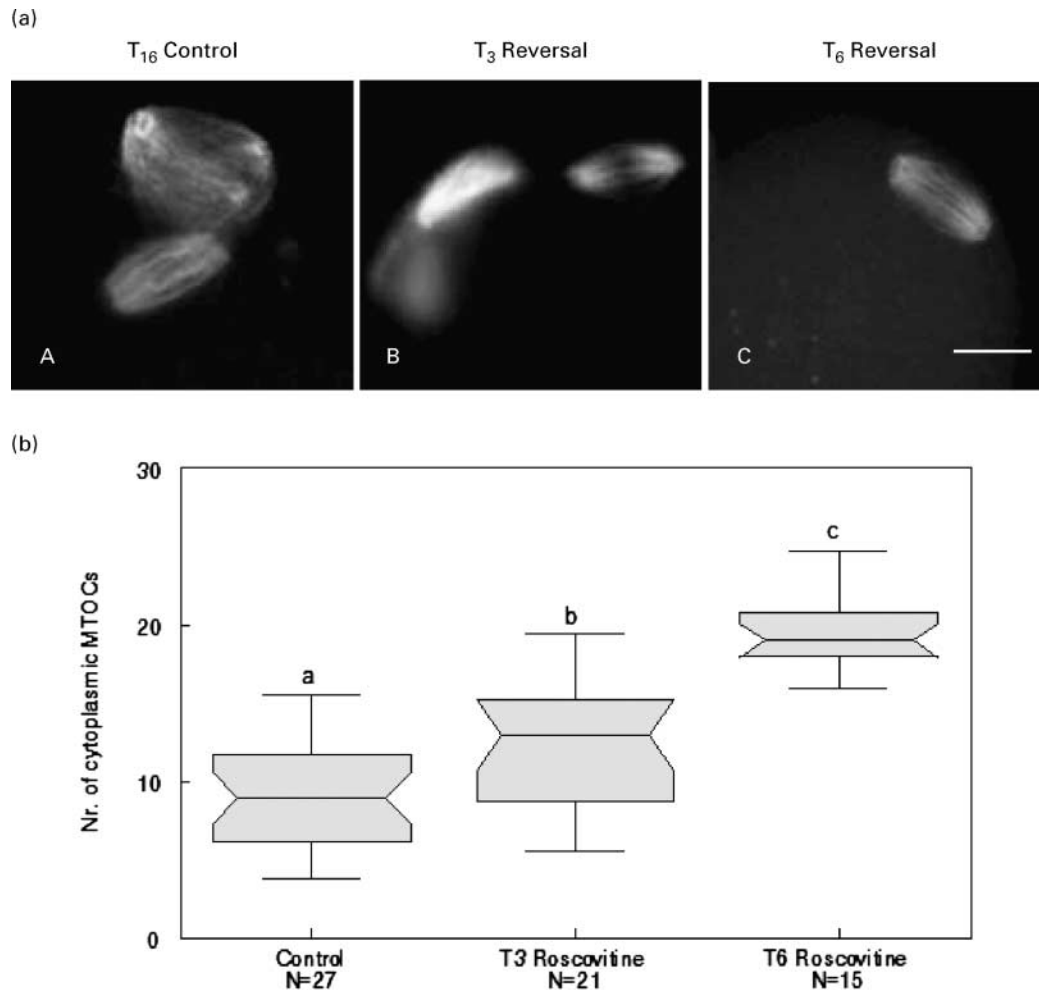 (a)
T16 Control
T3 Reversal
T6 Reversal
A
B
C
(b)
Nr. of cytoplasmic MTOCs
30
20
10
0
a
b
c
Control
N=27
T3 Roscovitine
N=21
T6 Roscovitine
N=15